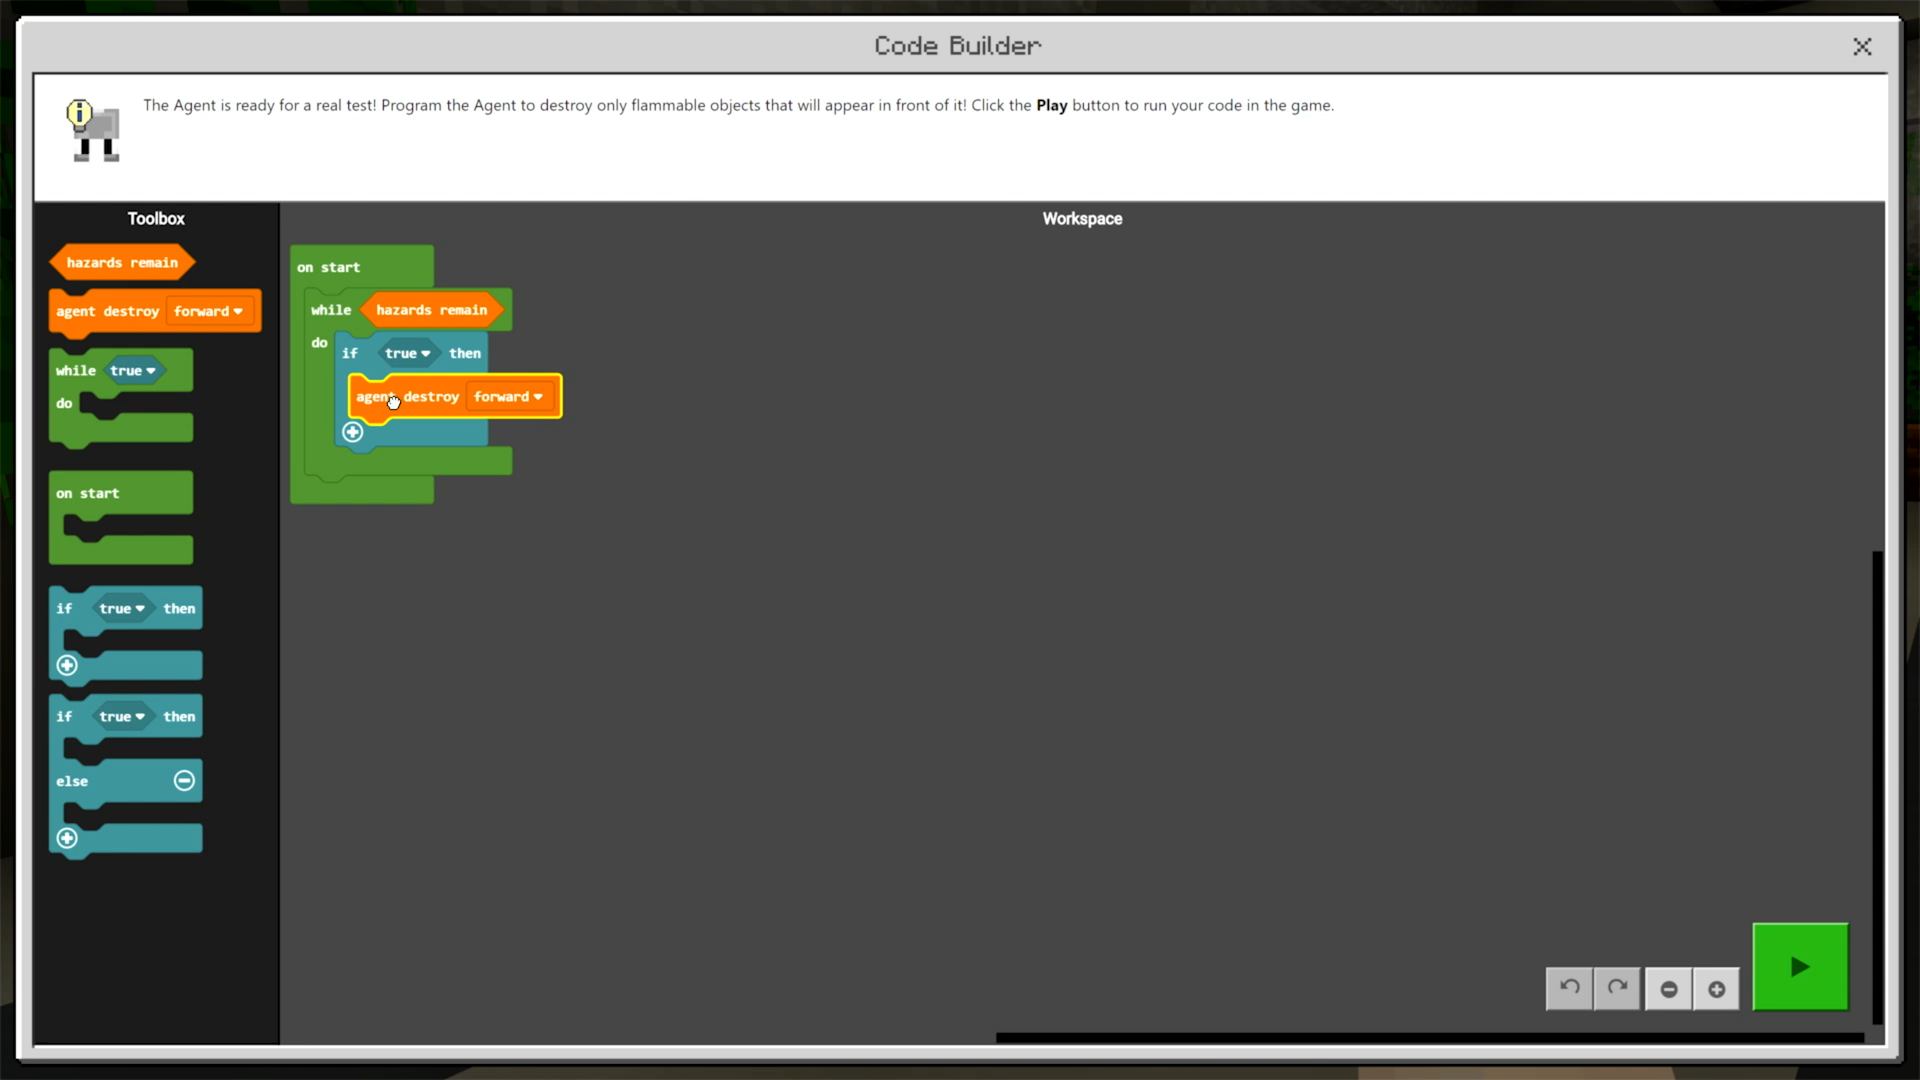 Code Builder
The Agent is ready for a real test! Program the Agent to destroy only flammable objects that will appear in front of it! Click the Play button to run your code in the game.
Toolbox
Workspace
hazards remain
agent destroy forward
while true
do
on start
if true then
if true then
else
on start
while hazards remain
do
if true then
agent destroy forward